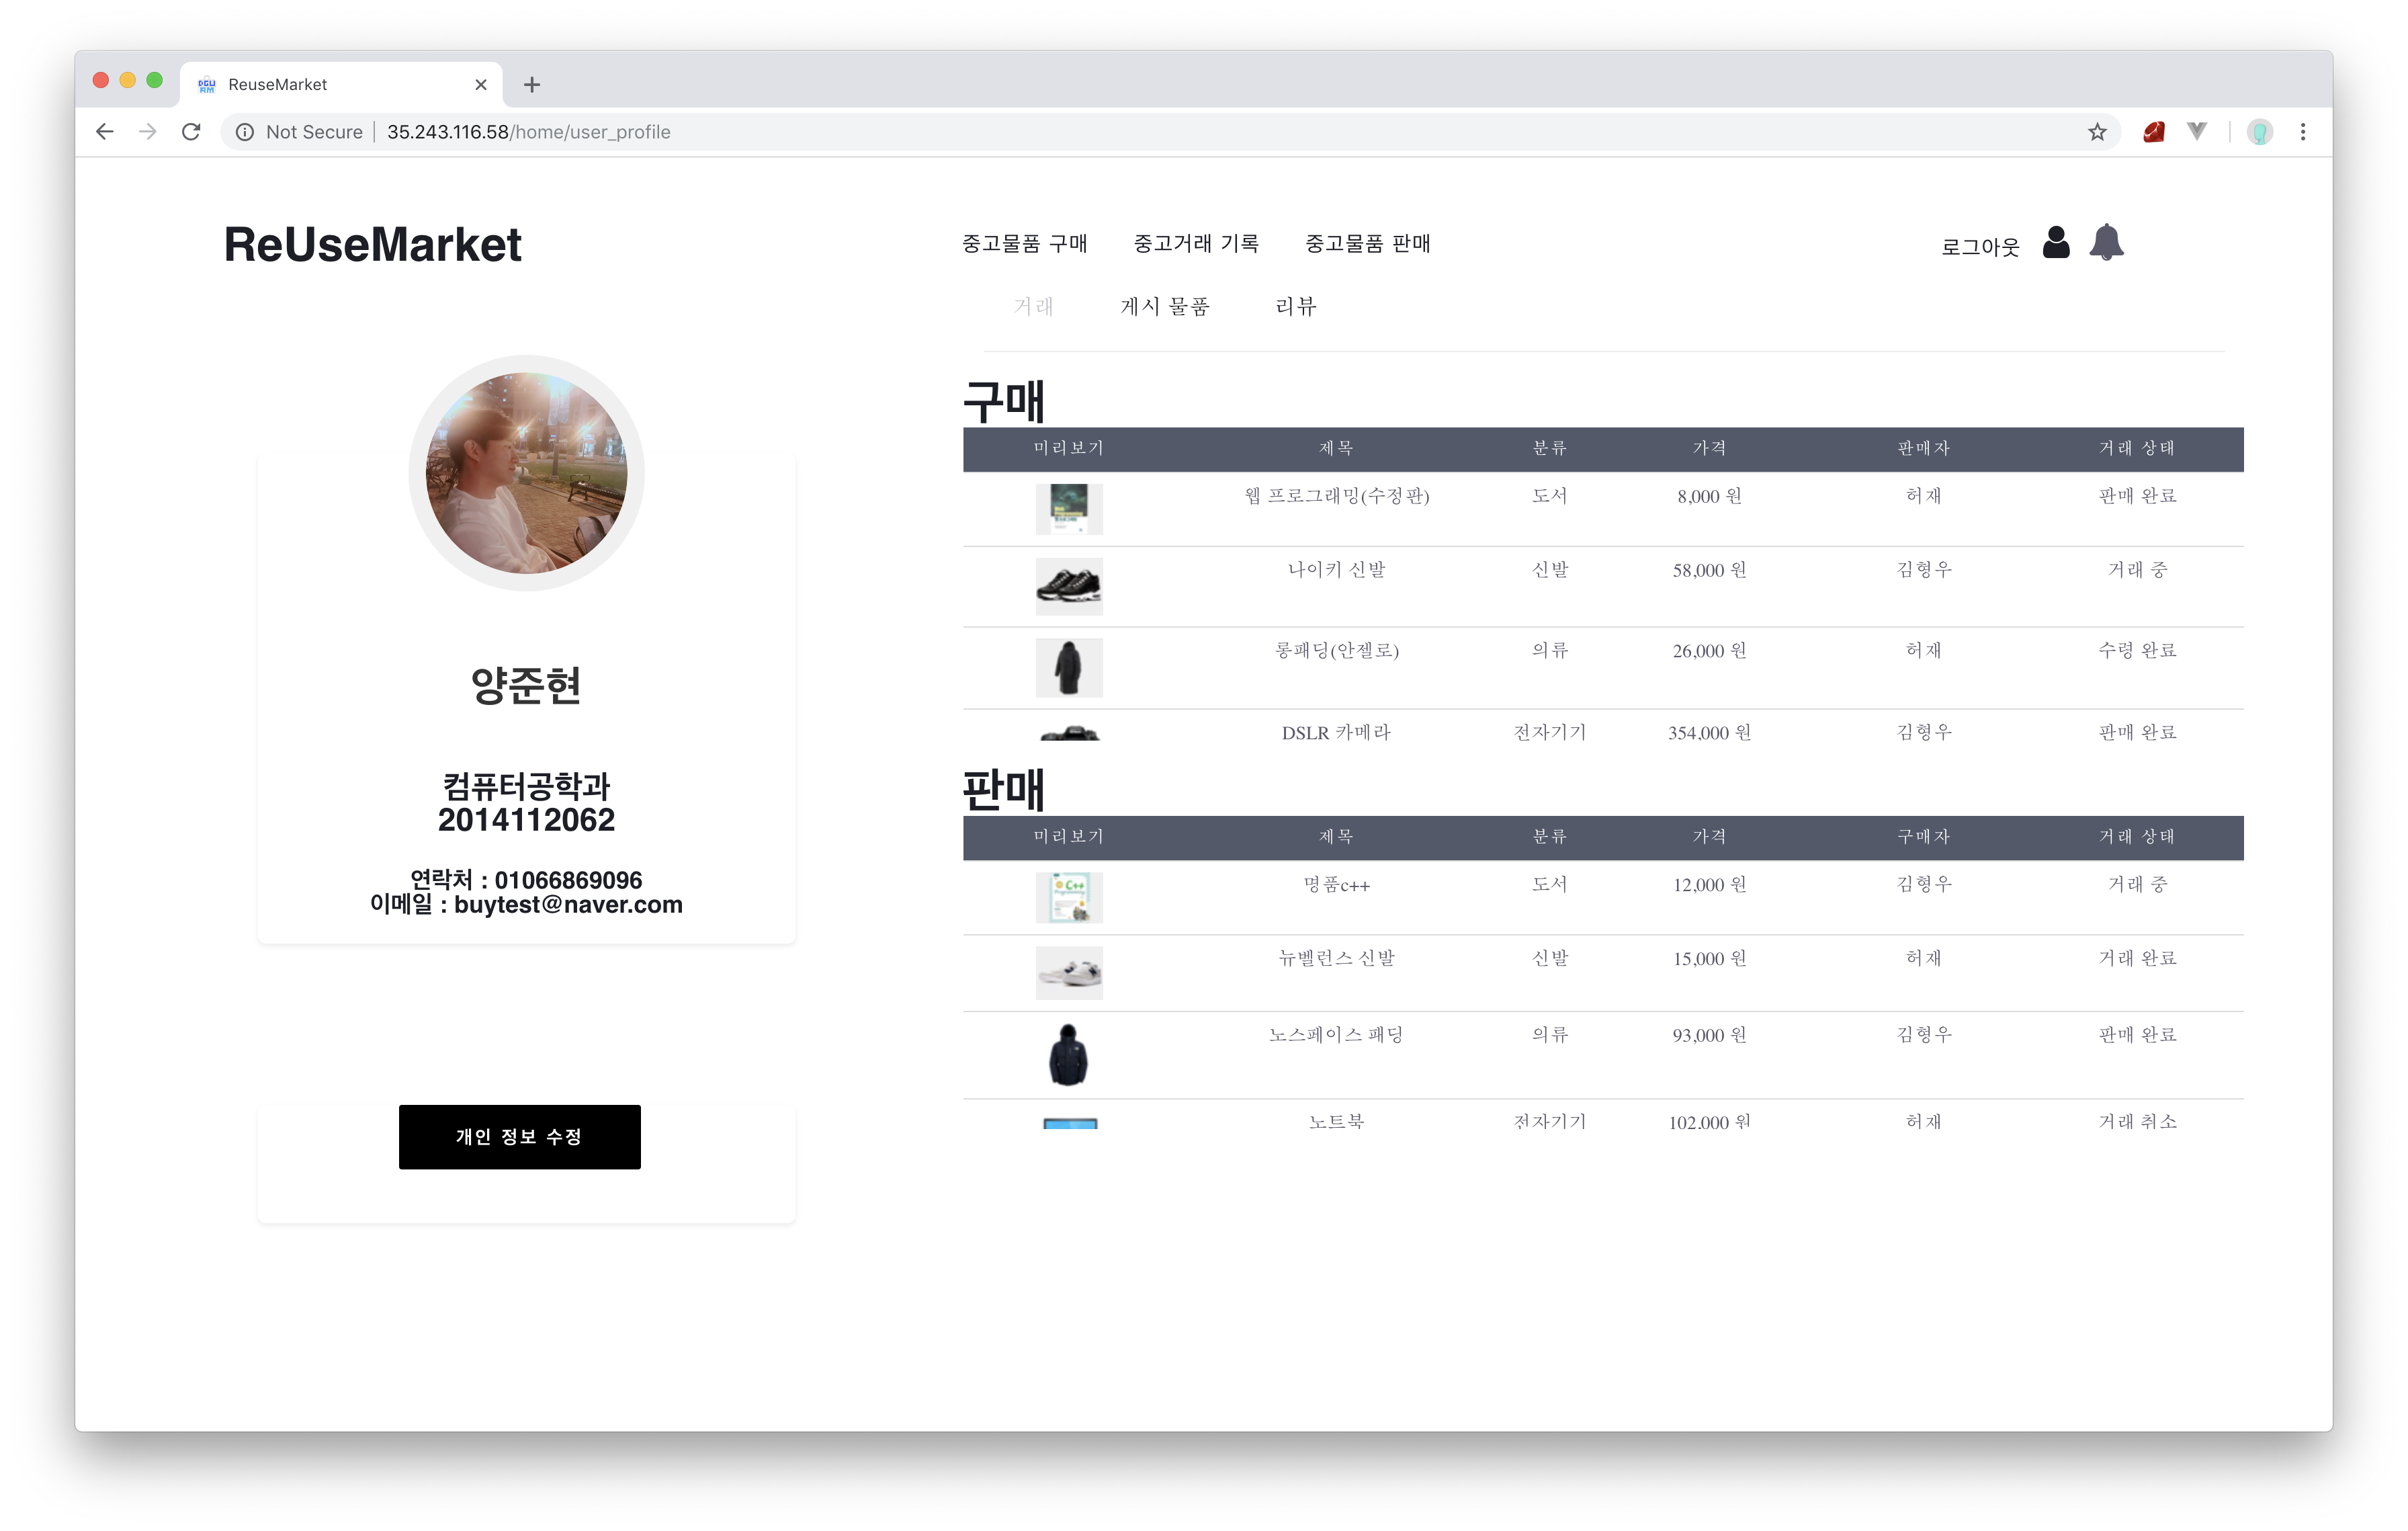 ReuseMarket
Not Secure 35.243.116.58/home/user_profile
ReUseMarket
중고물품 구매 중고거래 기록 중고물품 판매
로그아웃
거래 게시 물품 리뷰
양준현
컴퓨터공학과
2014112062
연락처 : 01066869096
이메일 : buytest@naver.com
개인 정보 수정
구매
미리보기 제목 분류 가격 판매자 거래 상태
웹 프로그래밍(수정판) 도서 8,000 원 허재 판매 완료
나이키 신발 신발 58,000 원 김형우 거래 중
롱패딩(안젤로) 의류 26,000 원 허재 수령 완료
DSLR 카메라 전자기기 354,000 원 김형우 판매 완료
판매
미리보기 제목 분류 가격 구매자 거래 상태
명품c++ 도서 12,000 원 김형우 거래 중
뉴벨런스 신발 신발 15,000 원 허재 거래 완료
노스페이스 패딩 의류 93,000 원 김형우 판매 완료
노트북 전자기기 102,000 원 허재 거래 취소